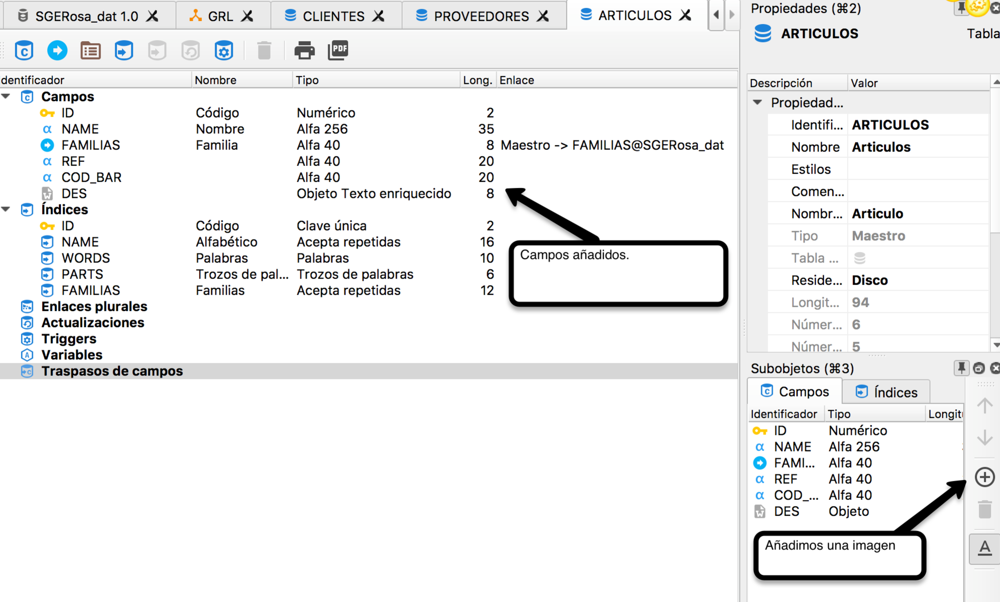 SGERosa_dat 1.0 GRL CLIENTES PROVEEDORES ARTICULOS
PDF
Identificador Nombre Tipo Long. Enlace
Campos
ID Código Numérico 2
NAME Nombre Alfa 256 35
FAMILIAS Familia Alfa 40 8 Maestro -> FAMILIAS@SGERosa_dat
REF Alfa 40 20
COD_BAR Alfa 40 20
DES Objeto Texto enriquecido 8
Índices
ID Código Clave única 2
NAME Alfabético Acepta repetidas 16
WORDS Palabras Palabras 10
PARTS Trozos de pal... Trozos de palabras 6
FAMILIAS Familias Acepta repetidas 12
Enlaces plurales
Actualizaciones
Triggers
Variables
Traspasos de campos
Campos añadidos.
Propiedades (⌘2)
ARTICULOS Tabla
Descripción Valor
Propiedad...
Identifi... ARTICULOS
Nombre Articulos
Estilos
Comen...
Nombr... Articulo
Tipo Maestro
Tabla ...
Reside... Disco
Longit... 94
Númer... 6
Númer... 5
Subobjetos (⌘3)
Campos Índices
Identificador Tipo Longit
ID Numérico
NAME Alfa 256
FAMI... Alfa 40
REF Alfa 40
COD_... Alfa 40
DES Objeto
Añadimos una imagen
A